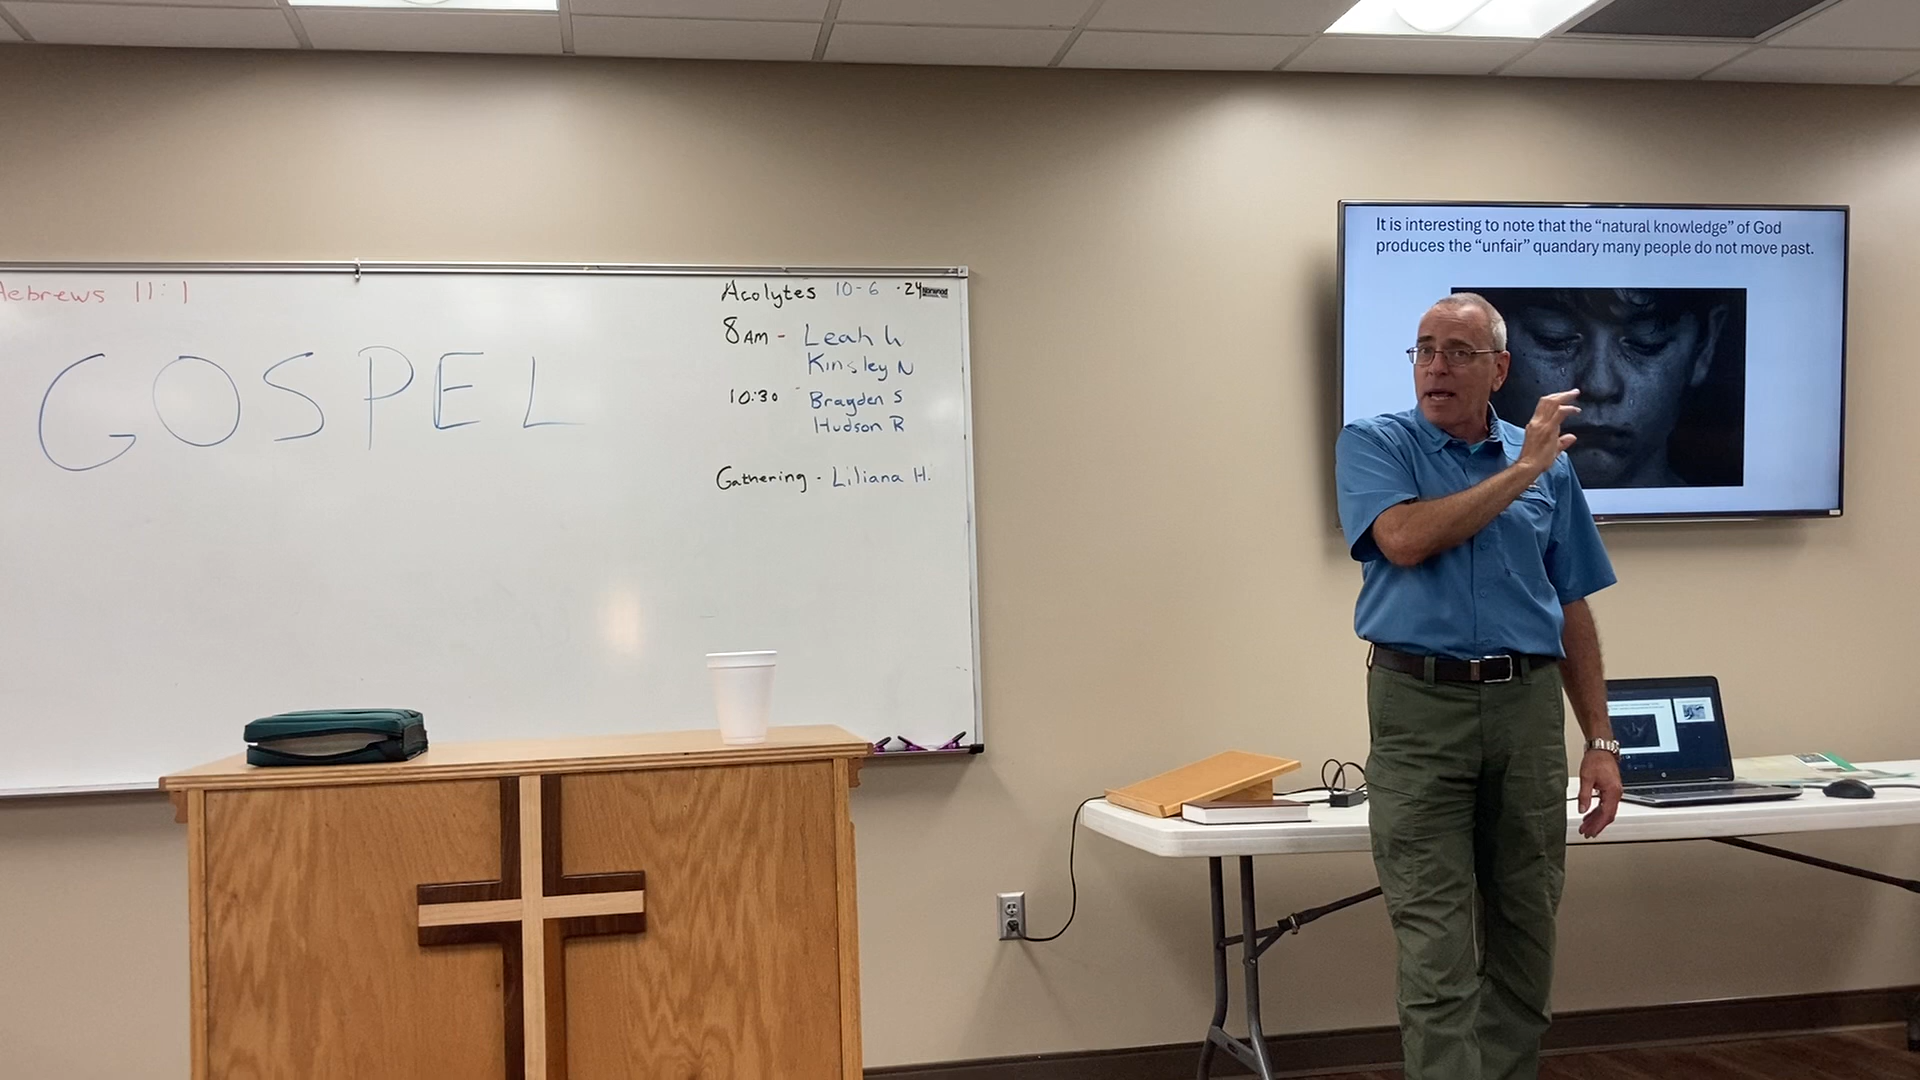 Hebrews 11:1
GOSPEL
Acolytes 10-6-24
8AM - Leah W
Kinsley N
10:30 - Brayden S
Hudson R
Gathering - Liliana H.
It is interesting to note that the “natural knowledge” of God
produces the “unfair” quandary many people do not move past.